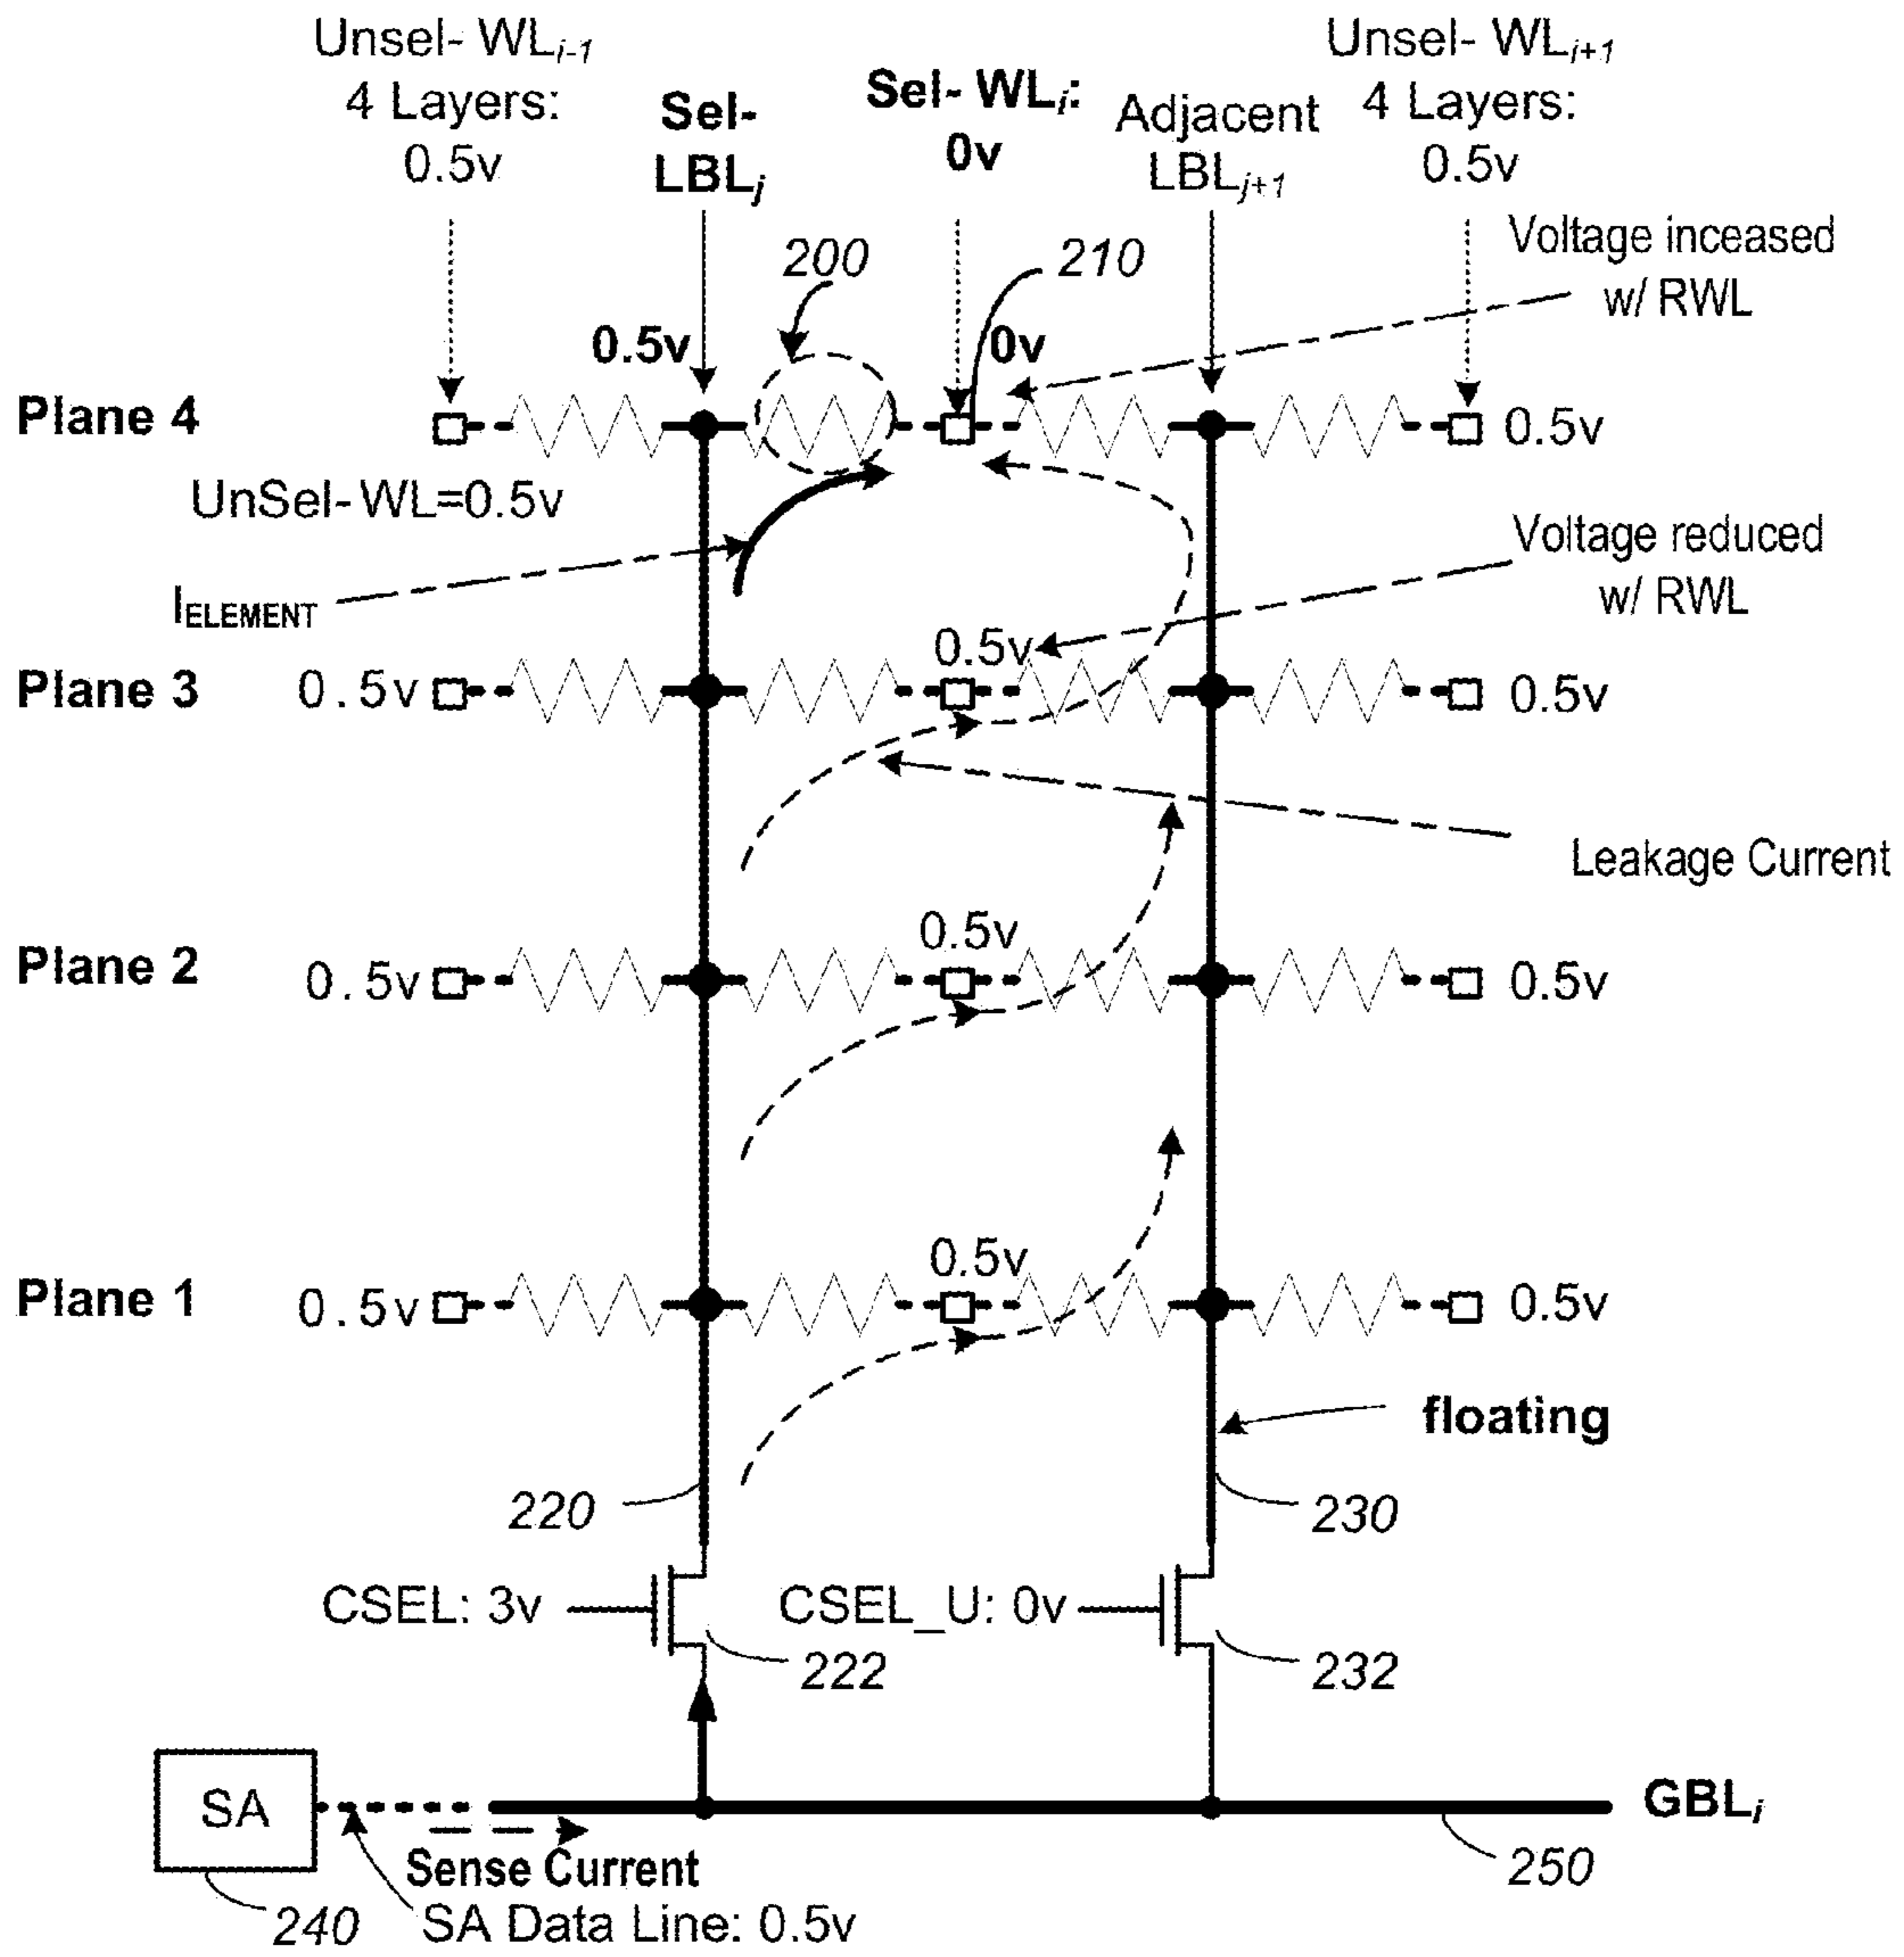 Unsel- WLi-1
4 Layers:
0.5v
Sel-
LBLj
Sel- WLi:
0v
Adjacent
LBLj+1
Unsel- WLi+1
4 Layers:
0.5v
Voltage inceased
w/ RWL
200
210
0.5v
0v
Plane 4
0.5v
UnSel- WL=0.5v
IELEMENT
Voltage reduced
w/ RWL
0.5v
Plane 3
0.5v
0.5v
Leakage Current
0.5v
Plane 2
0.5v
0.5v
0.5v
Plane 1
0.5v
0.5v
floating
220
230
CSEL: 3v
CSEL_U: 0v
222
232
SA
GBLi
Sense Current
250
240
SA Data Line: 0.5v